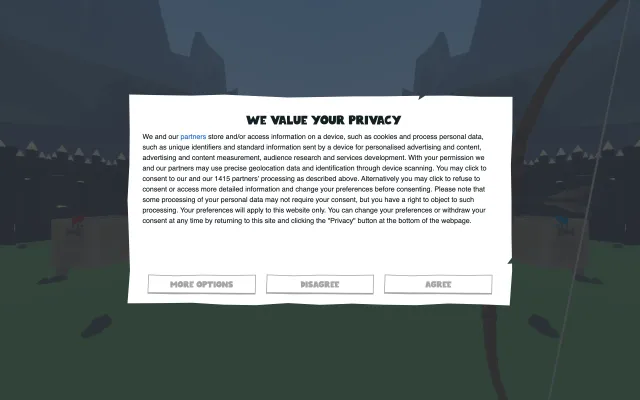 WE VALUE YOUR PRIVACY
We and our partners store and/or access information on a device, such as cookies and process personal data,
such as unique identifiers and standard information sent by a device for personalised advertising and content,
advertising and content measurement, audience research and services development. With your permission we
and our partners may use precise geolocation data and identification through device scanning. You may click to
consent to our and our 1415 partners' processing as described above. Alternatively you may click to refuse to
consent or access more detailed information and change your preferences before consenting. Please note that
some processing of your personal data may not require your consent, but you have a right to object to such
processing. Your preferences will apply to this website only. You can change your preferences or withdraw your
consent at any time by returning to this site and clicking the "Privacy" button at the bottom of the webpage.
MORE OPTIONS
DISAGREE
AGREE